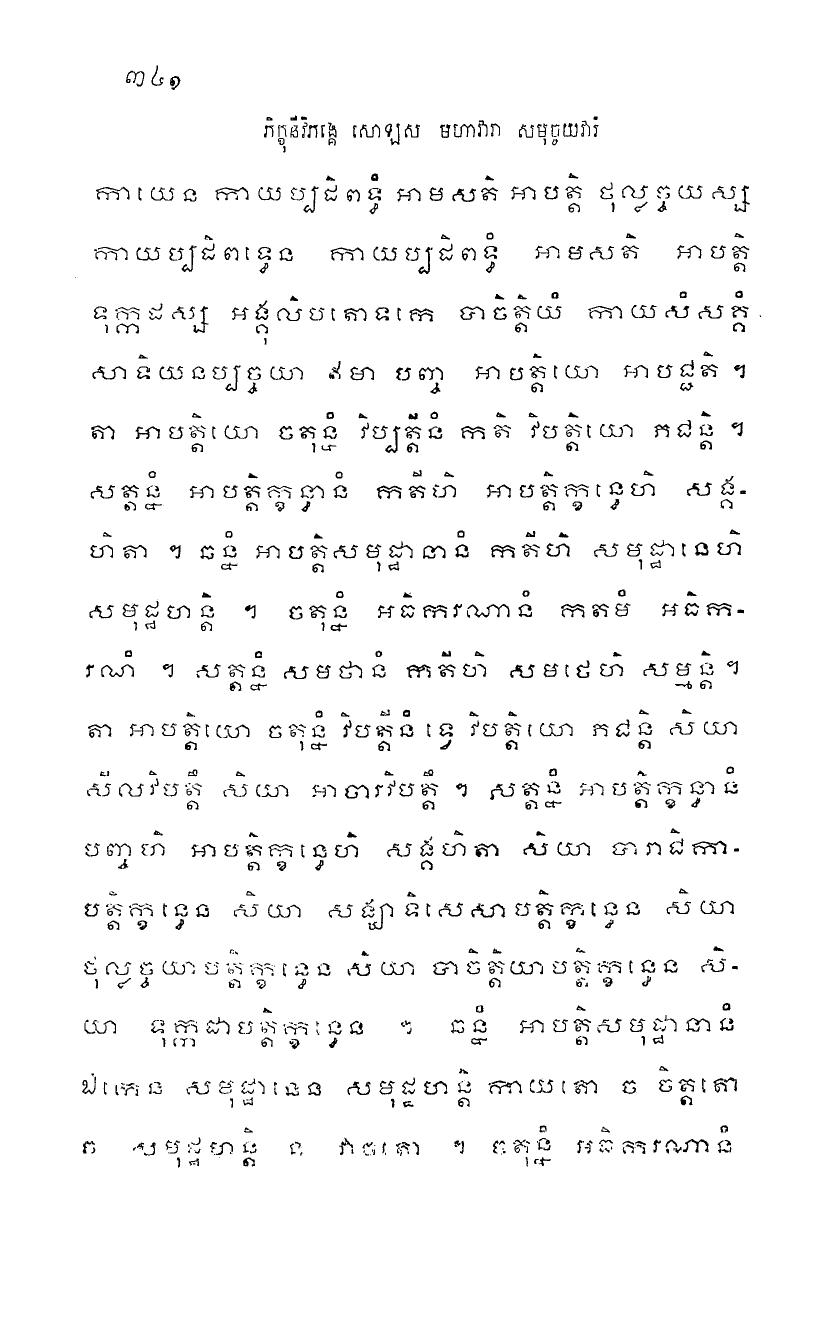 ៣៤១
ភិក្ខុនីវិភង្គេ សោឡស មហាវារា សមុច្ចយវារំ
កាយេន កាយប្បដិពទ្ធំ អាមសតិ អាបត្តិ ថុល្លច្ចយស្ស
កាយប្បដិពទ្ធេន កាយប្បដិពទ្ធំ អាមសតិ អាបត្តិ
ទុក្កដស្ស អង្គុលិបតោទកេ បាចិត្តិយំ កាយសំសគ្គំ
សាទិយនប្បច្ចយា ឥមា បញ្ច អាបត្តិយោ អាបជ្ជតិ ។
តា អាបត្តិយោ ចតុន្នំ វិប្បត្តីនំ កតិ វិបត្តិយោ ភជន្តិ ។
សត្តន្នំ អាបត្តិក្ខន្ធានំ កតីហិ អាបត្តិក្ខន្ធេហិ សង្គ-
ហិតា ។ ឆន្នំ អាបត្តិសមុដ្ឋានានំ កតីហិ សមុដ្ឋានេហិ
សមុដ្ឋហន្តិ ។ ចតុន្នំ អធិករណានំ កតមំ អធិក-
រណំ ។ សត្តន្នំ សមថានំ កតីហិ សមថេហិ សម្មន្តិ។
តា អាបត្តិយោ ចតុន្នំ វិបត្តីនំ ទ្វេ វិបត្តិយោ ភជន្តិ សិយា
សីលវិបត្តឹ សិយា អាចារវិបត្តឹ ។ សត្តន្នំ អាបត្តិក្ខន្ធានំ
បញ្ចហិ អាបត្តិក្ខន្ធេហិ សង្គហិតា សិយា បារាជិកា-
បត្តិក្ខន្ធេន សិយា សង្ឃាទិសេសាបត្តិក្ខន្ធេន សិយា
ថុល្លច្ចយាបត្តិក្ខន្ធេន សិយា បាចិត្តិយាបត្តិក្ខន្ធេន សិ-
យា ទុក្កដាបត្តិក្ខន្ធេន ។ ឆន្នំ អាបត្តិសមុដ្ឋានានំ
ឯកេន សមុដ្ឋានេន សមុដ្ឋហន្តិ កាយតោ ច ចិត្តតោ
ច សមុដ្ឋហន្តិ ន វាចតោ ។ ចតុន្នំ អធិករណានំ